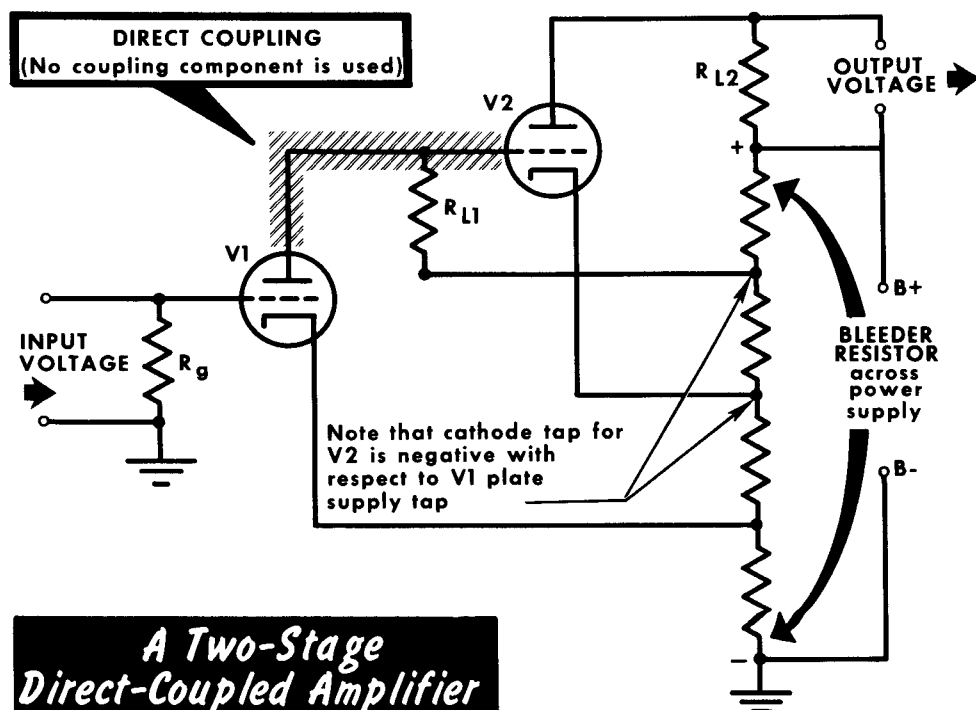 DIRECT COUPLING
(No coupling component is used)
V1
V2
R L1
R L2
+
OUTPUT
VOLTAGE
INPUT
VOLTAGE
R g
B+
BLEEDER
RESISTOR
across
power
supply
B-
Note that cathode tap for
V2 is negative with
respect to V1 plate
supply tap
-
A Two-Stage
Direct-Coupled Amplifier